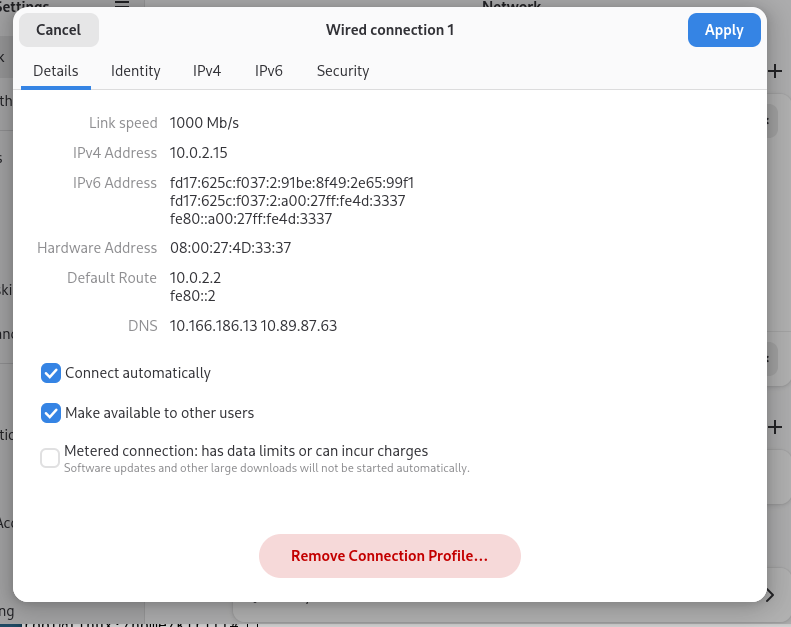 Settings
Network
Cancel
Wired connection 1
Apply
Details
Identity
IPv4
IPv6
Security
Link speed 1000 Mb/s
IPv4 Address 10.0.2.15
IPv6 Address fd17:625c:f037:2:91be:8f49:2e65:99f1
fd17:625c:f037:2:a00:27ff:fe4d:3337
fe80::a00:27ff:fe4d:3337
Hardware Address 08:00:27:4D:33:37
Default Route 10.0.2.2
fe80::2
DNS 10.166.186.13 10.89.87.63
Connect automatically
Make available to other users
Metered connection: has data limits or can incur charges
Software updates and other large downloads will not be started automatically.
Remove Connection Profile…